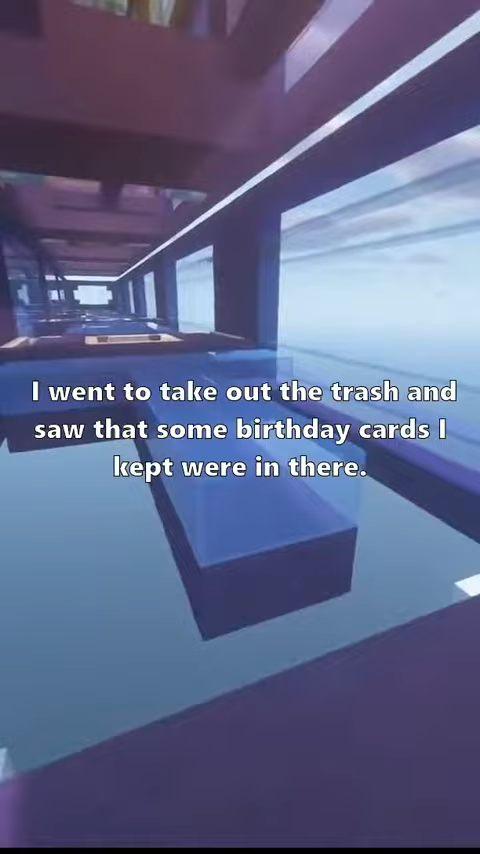 I went to take out the trash and
saw that some birthday cards I
kept were in there.